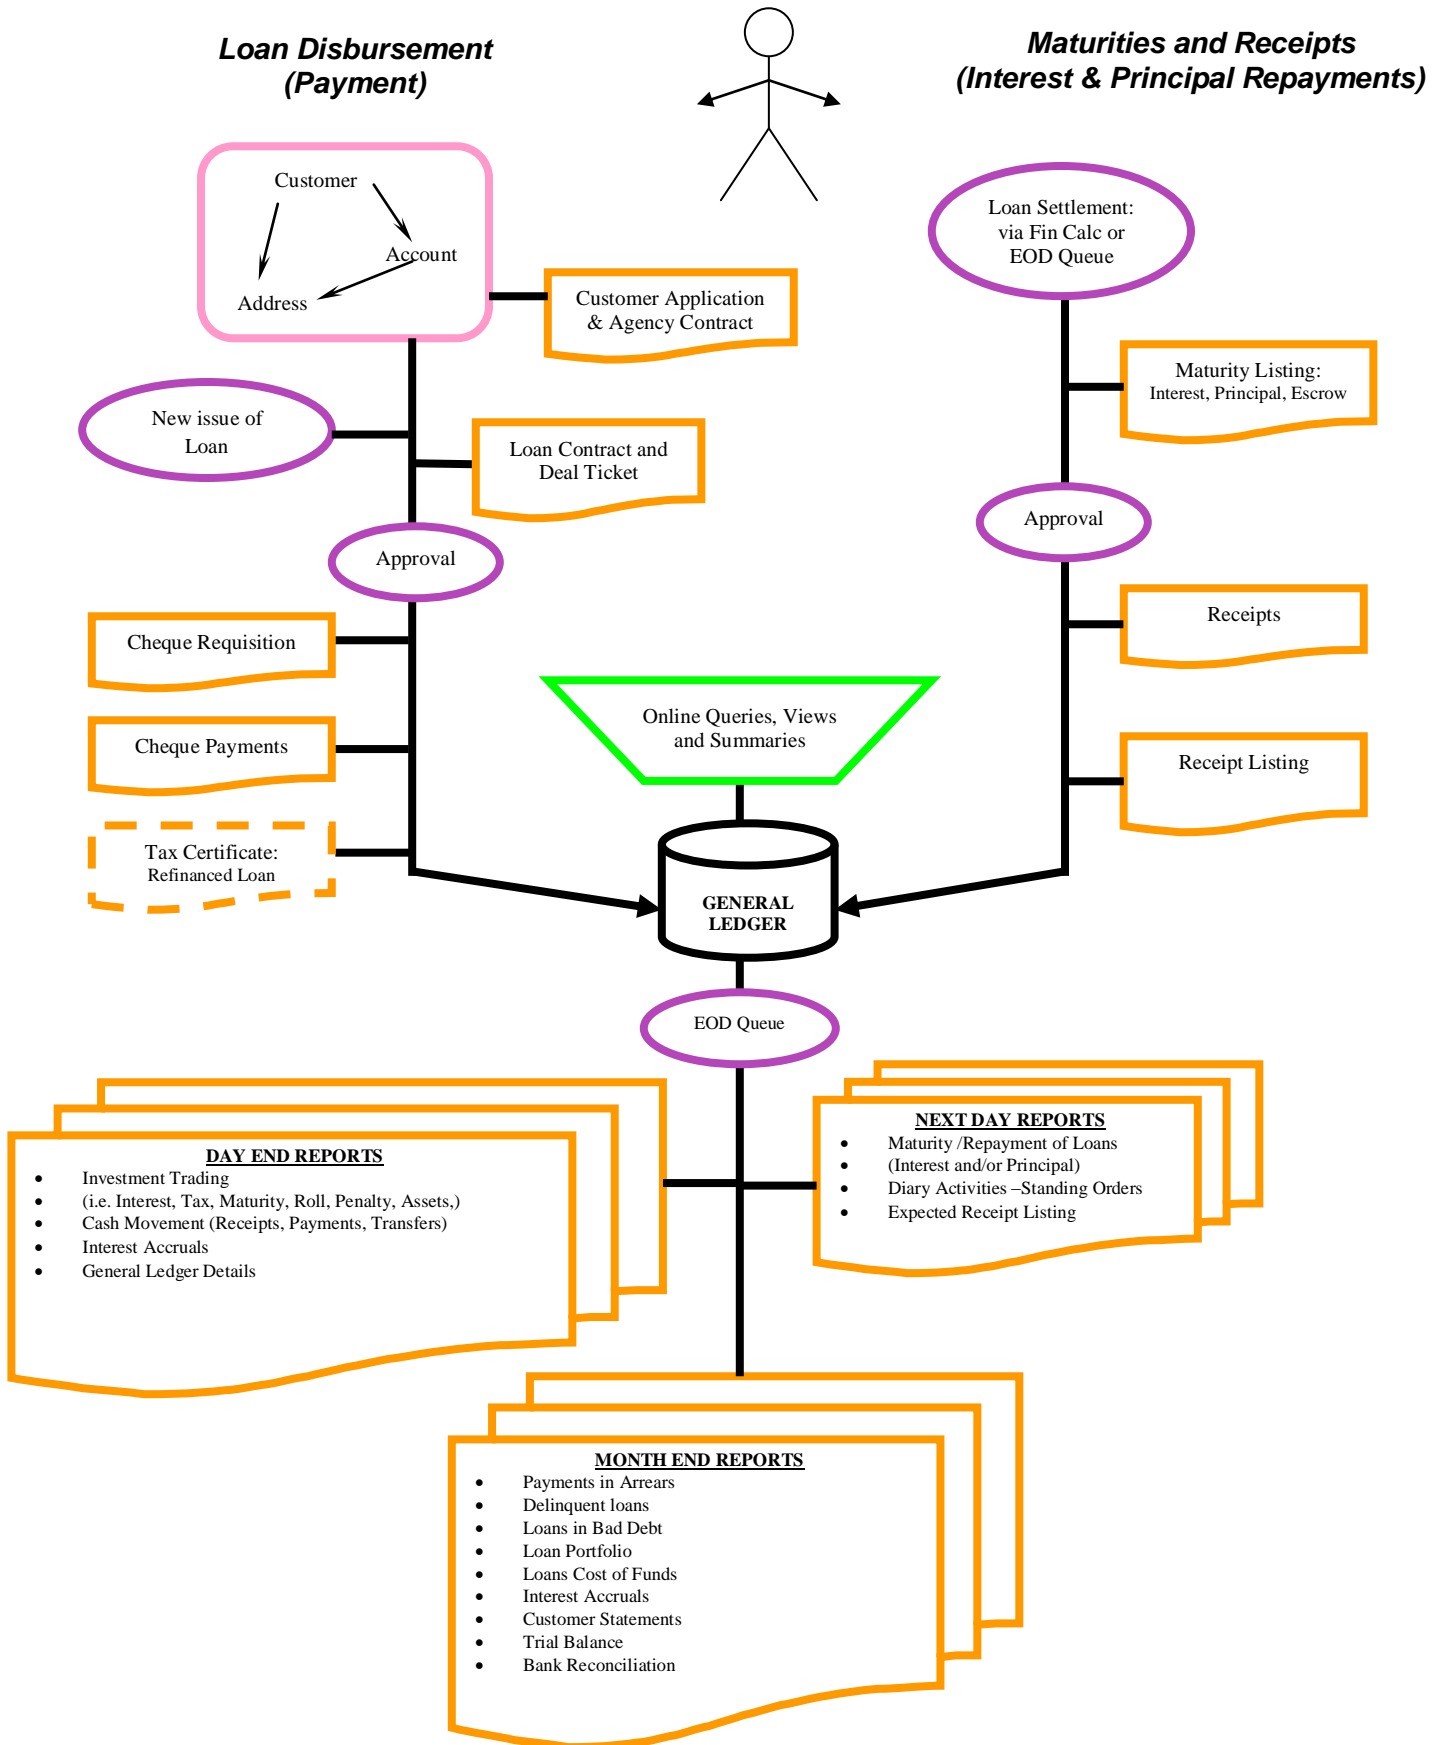 Loan Disbursement
(Payment)
Maturities and Receipts
(Interest & Principal Repayments)
Customer
Account
Address
Customer Application
& Agency Contract
New issue of
Loan
Loan Contract and
Deal Ticket
Approval
Cheque Requisition
Cheque Payments
Tax Certificate:
Refinanced Loan
Loan Settlement:
via Fin Calc or
EOD Queue
Maturity Listing:
Interest, Principal, Escrow
Approval
Receipts
Receipt Listing
Online Queries, Views
and Summaries
GENERAL
LEDGER
EOD Queue
DAY END REPORTS
• Investment Trading
• (i.e. Interest, Tax, Maturity, Roll, Penalty, Assets,)
• Cash Movement (Receipts, Payments, Transfers)
• Interest Accruals
• General Ledger Details
NEXT DAY REPORTS
• Maturity /Repayment of Loans
• (Interest and/or Principal)
• Diary Activities –Standing Orders
• Expected Receipt Listing
MONTH END REPORTS
• Payments in Arrears
• Delinquent loans
• Loans in Bad Debt
• Loan Portfolio
• Loans Cost of Funds
• Interest Accruals
• Customer Statements
• Trial Balance
• Bank Reconciliation